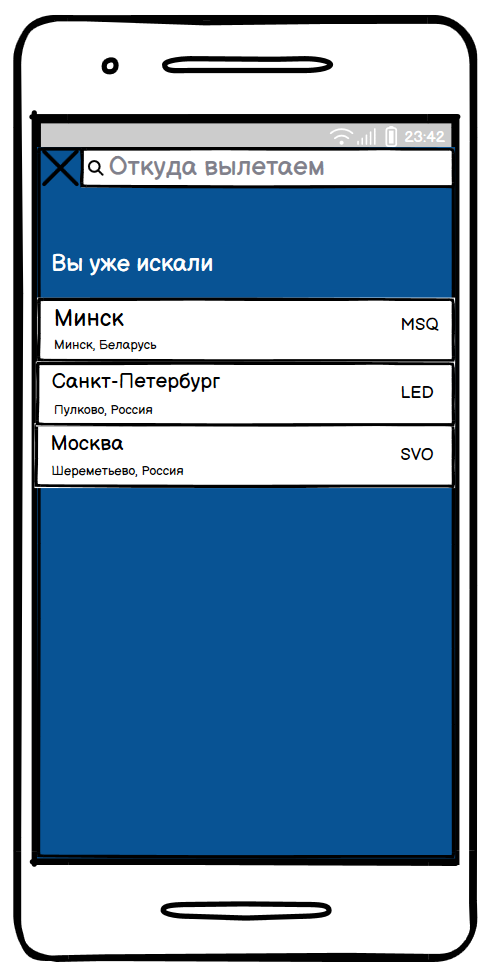 23:42
Откуда вылетаем
Вы уже искали
Минск
MSQ
Минск, Беларусь
Санкт-Петербург
LED
Пулково, Россия
Москва
SVO
Шереметьево, Россия